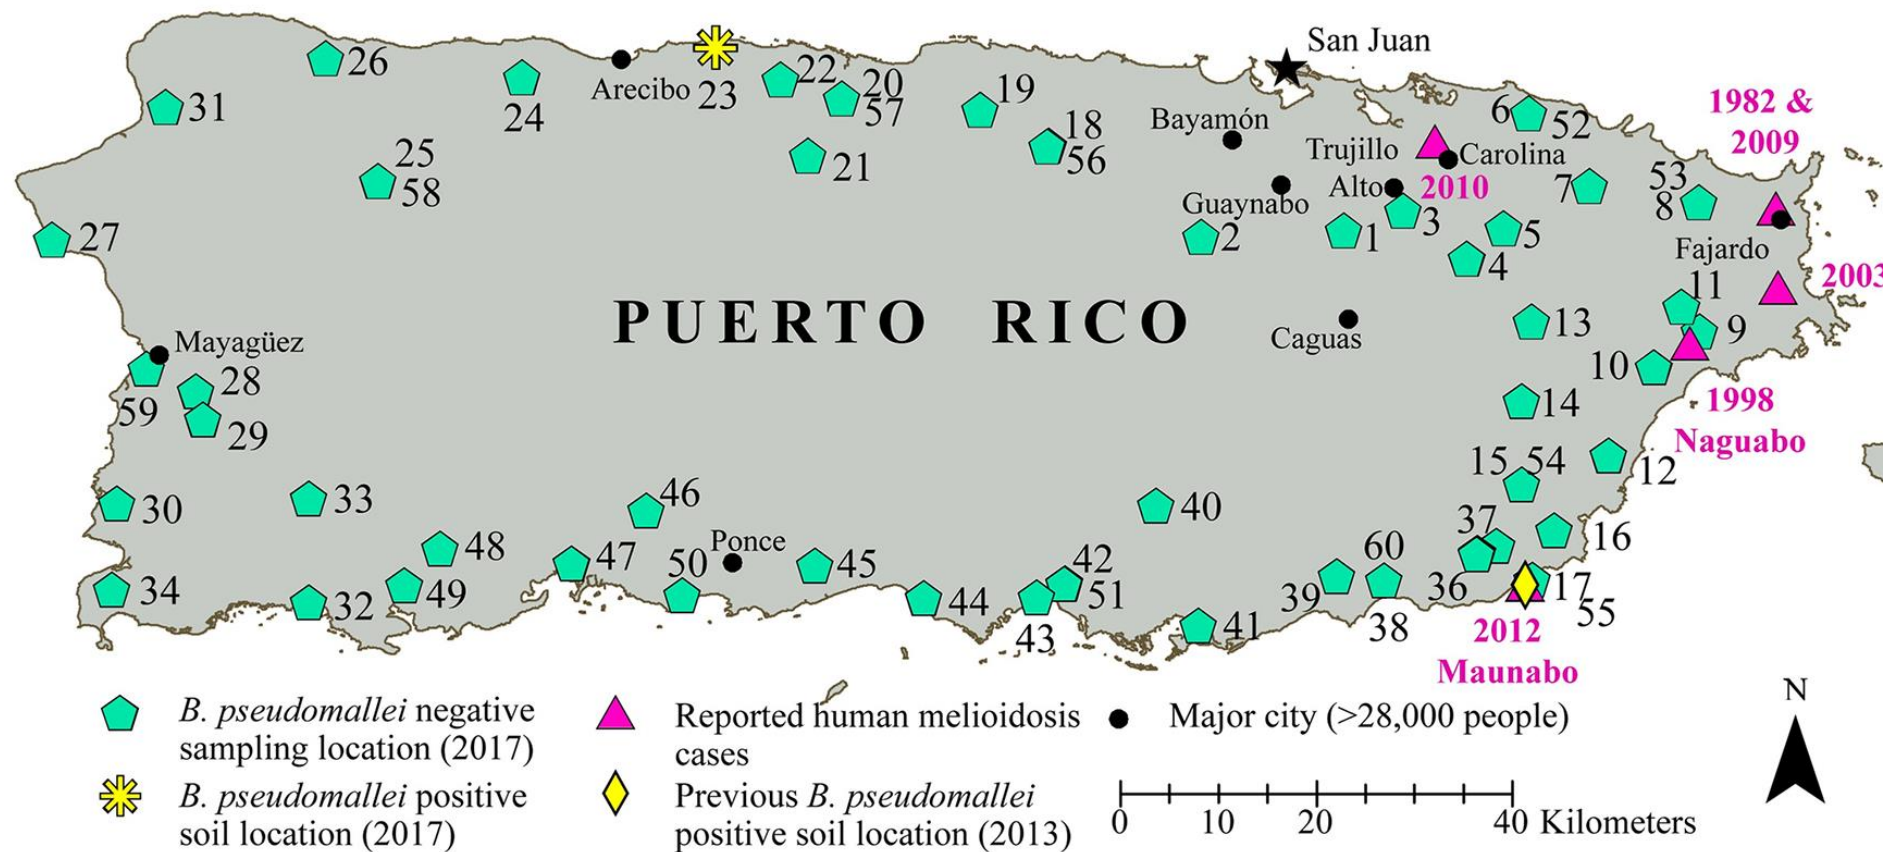 San Juan
26
Arecibo
23
22
20
57
19
31
24
18
56
21
Bayamón
6
52
1982 &
2009
Trujillo
Alto
Carolina
2010
25
58
7
53
8
Guaynabo
3
27
2
1
5
4
Fajardo
2003
11
PUERTO RICO
13
9
Caguas
Mayagüez
10
28
59
29
14
1998
Naguabo
15 54
12
30
33
46
40
37
16
48
47
50
Ponce
45
42
51
60
36
34
32
49
44
43
41
39
38
17
55
2012
Maunabo
B. pseudomallei negative
sampling location (2017)
B. pseudomallei positive
soil location (2017)
Reported human melioidosis
cases
Previous B. pseudomallei
positive soil location (2013)
Major city (>28,000 people)
0 10 20 40 Kilometers
N